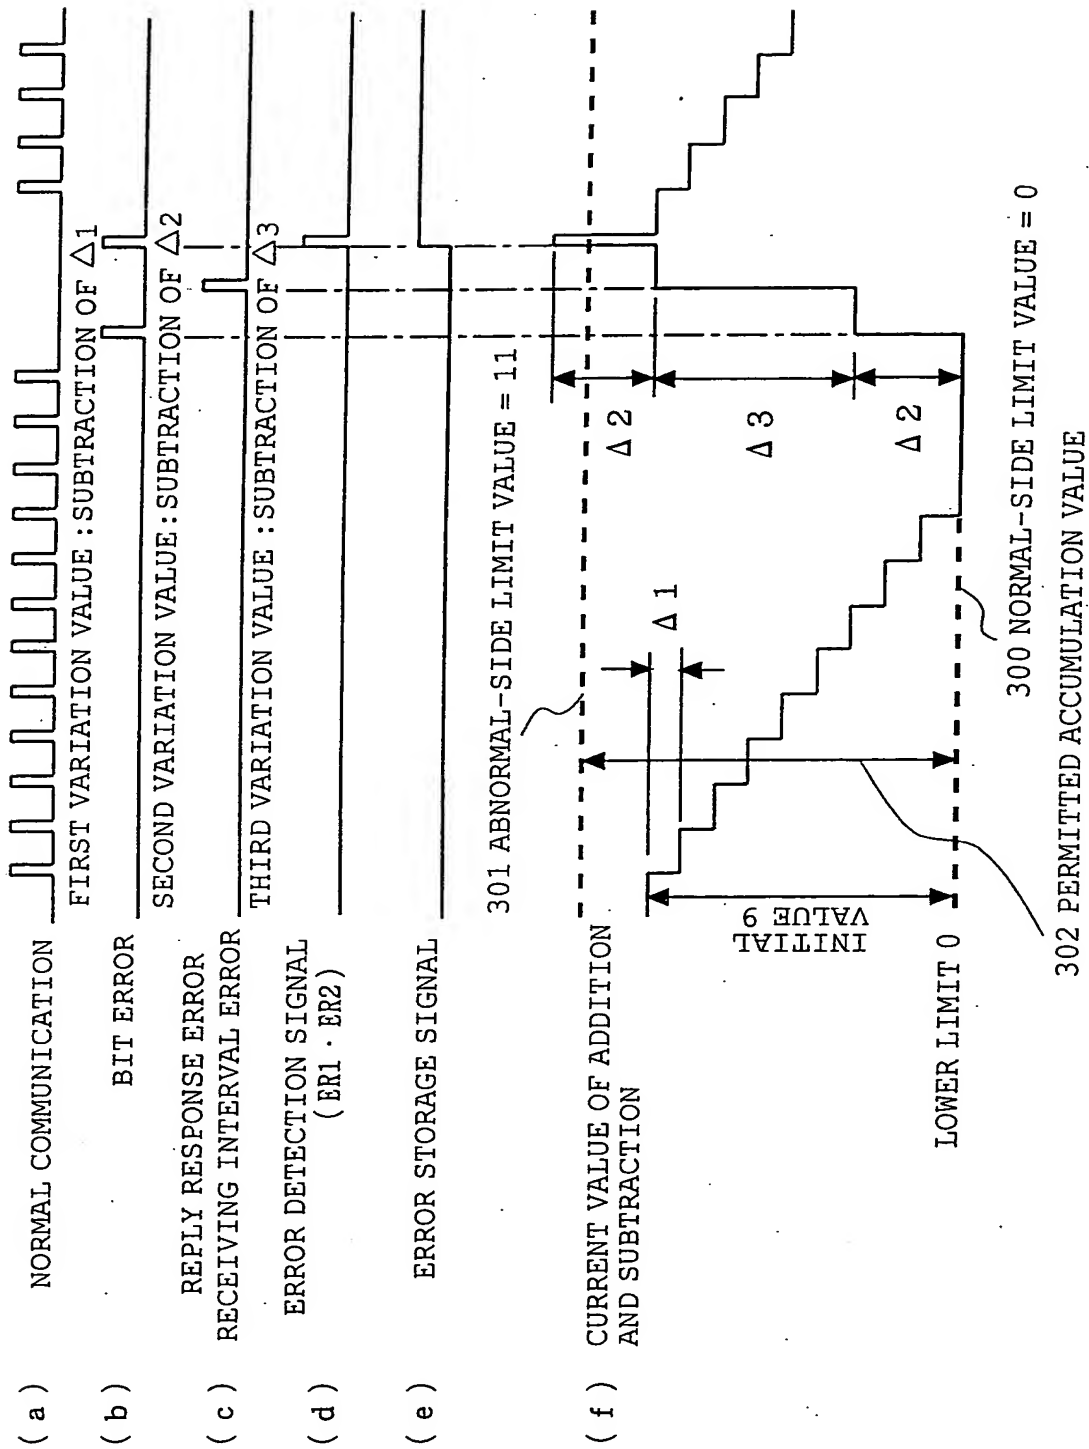 ( a ) NORMAL COMMUNICATION
FIRST VARIATION VALUE :SUBTRACTION OF △1
( b ) BIT ERROR
SECOND VARIATION VALUE:SUBTRACTION OF △2
( c ) REPLY RESPONSE ERROR
RECEIVING INTERVAL ERROR
THIRD VARIATION VALUE :SUBTRACTION OF △3
( d ) ERROR DETECTION SIGNAL
(ER1 · ER2)
( e ) ERROR STORAGE SIGNAL
301 ABNORMAL-SIDE LIMIT VALUE = 11
( f ) CURRENT VALUE OF ADDITION
AND SUBTRACTION
INITIAL
VALUE 9
Δ1
Δ2
Δ3
Δ2
LOWER LIMIT 0
300 NORMAL-SIDE LIMIT VALUE = 0
302 PERMITTED ACCUMULATION VALUE